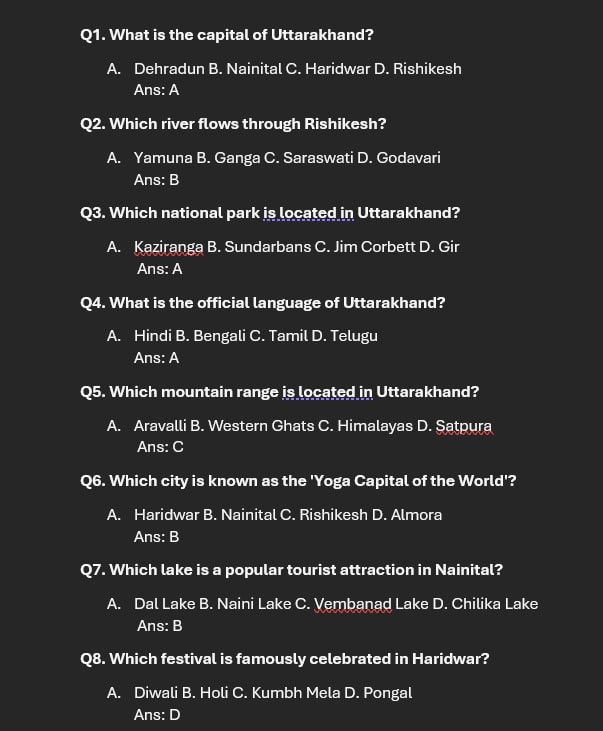 Q1. What is the capital of Uttarakhand?
A. Dehradun B. Nainital C. Haridwar D. Rishikesh
Ans: A
Q2. Which river flows through Rishikesh?
A. Yamuna B. Ganga C. Saraswati D. Godavari
Ans: B
Q3. Which national park is located in Uttarakhand?
A. Kaziranga B. Sundarbans C. Jim Corbett D. Gir
Ans: A
Q4. What is the official language of Uttarakhand?
A. Hindi B. Bengali C. Tamil D. Telugu
Ans: A
Q5. Which mountain range is located in Uttarakhand?
A. Aravalli B. Western Ghats C. Himalayas D. Satpura
Ans: C
Q6. Which city is known as the 'Yoga Capital of the World'?
A. Haridwar B. Nainital C. Rishikesh D. Almora
Ans: B
Q7. Which lake is a popular tourist attraction in Nainital?
A. Dal Lake B. Naini Lake C. Vembanad Lake D. Chilika Lake
Ans: B
Q8. Which festival is famously celebrated in Haridwar?
A. Diwali B. Holi C. Kumbh Mela D. Pongal
Ans: D